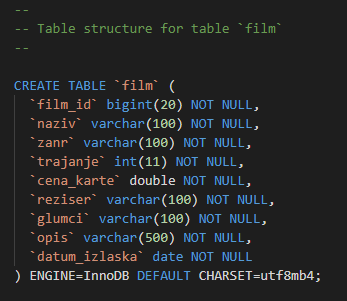 --
-- Table structure for table `film`
--
CREATE TABLE `film` (
`film_id` bigint(20) NOT NULL,
`naziv` varchar(100) NOT NULL,
`zanr` varchar(100) NOT NULL,
`trajanje` int(11) NOT NULL,
`cena_karte` double NOT NULL,
`reziser` varchar(100) NOT NULL,
`glumci` varchar(100) NOT NULL,
`opis` varchar(500) NOT NULL,
`datum_izlaska` date NOT NULL
) ENGINE=InnoDB DEFAULT CHARSET=utf8mb4;